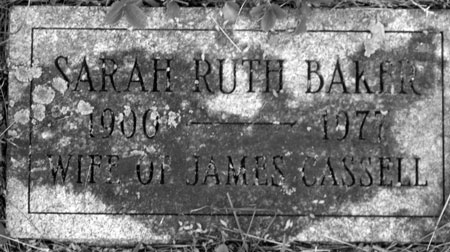 SARAH RUTH BAKER
1900 — 1977
WIFE OF JAMES CASSELL